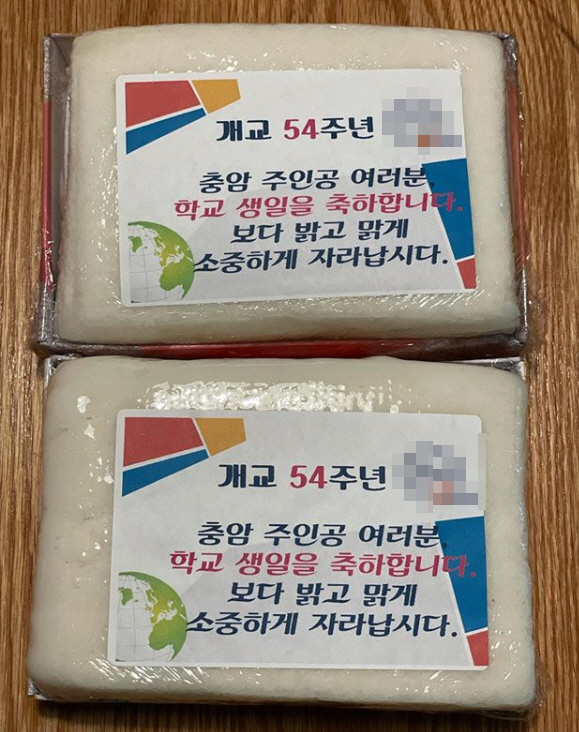 개교 54주년
충암 주인공 여러분,
학교 생일을 축하합니다.
보다 밝고 맑게
소중하게 자라납시다.
개교 54주년
충암 주인공 여러분,
학교 생일을 축하합니다.
보다 밝고 맑게
소중하게 자라납시다.